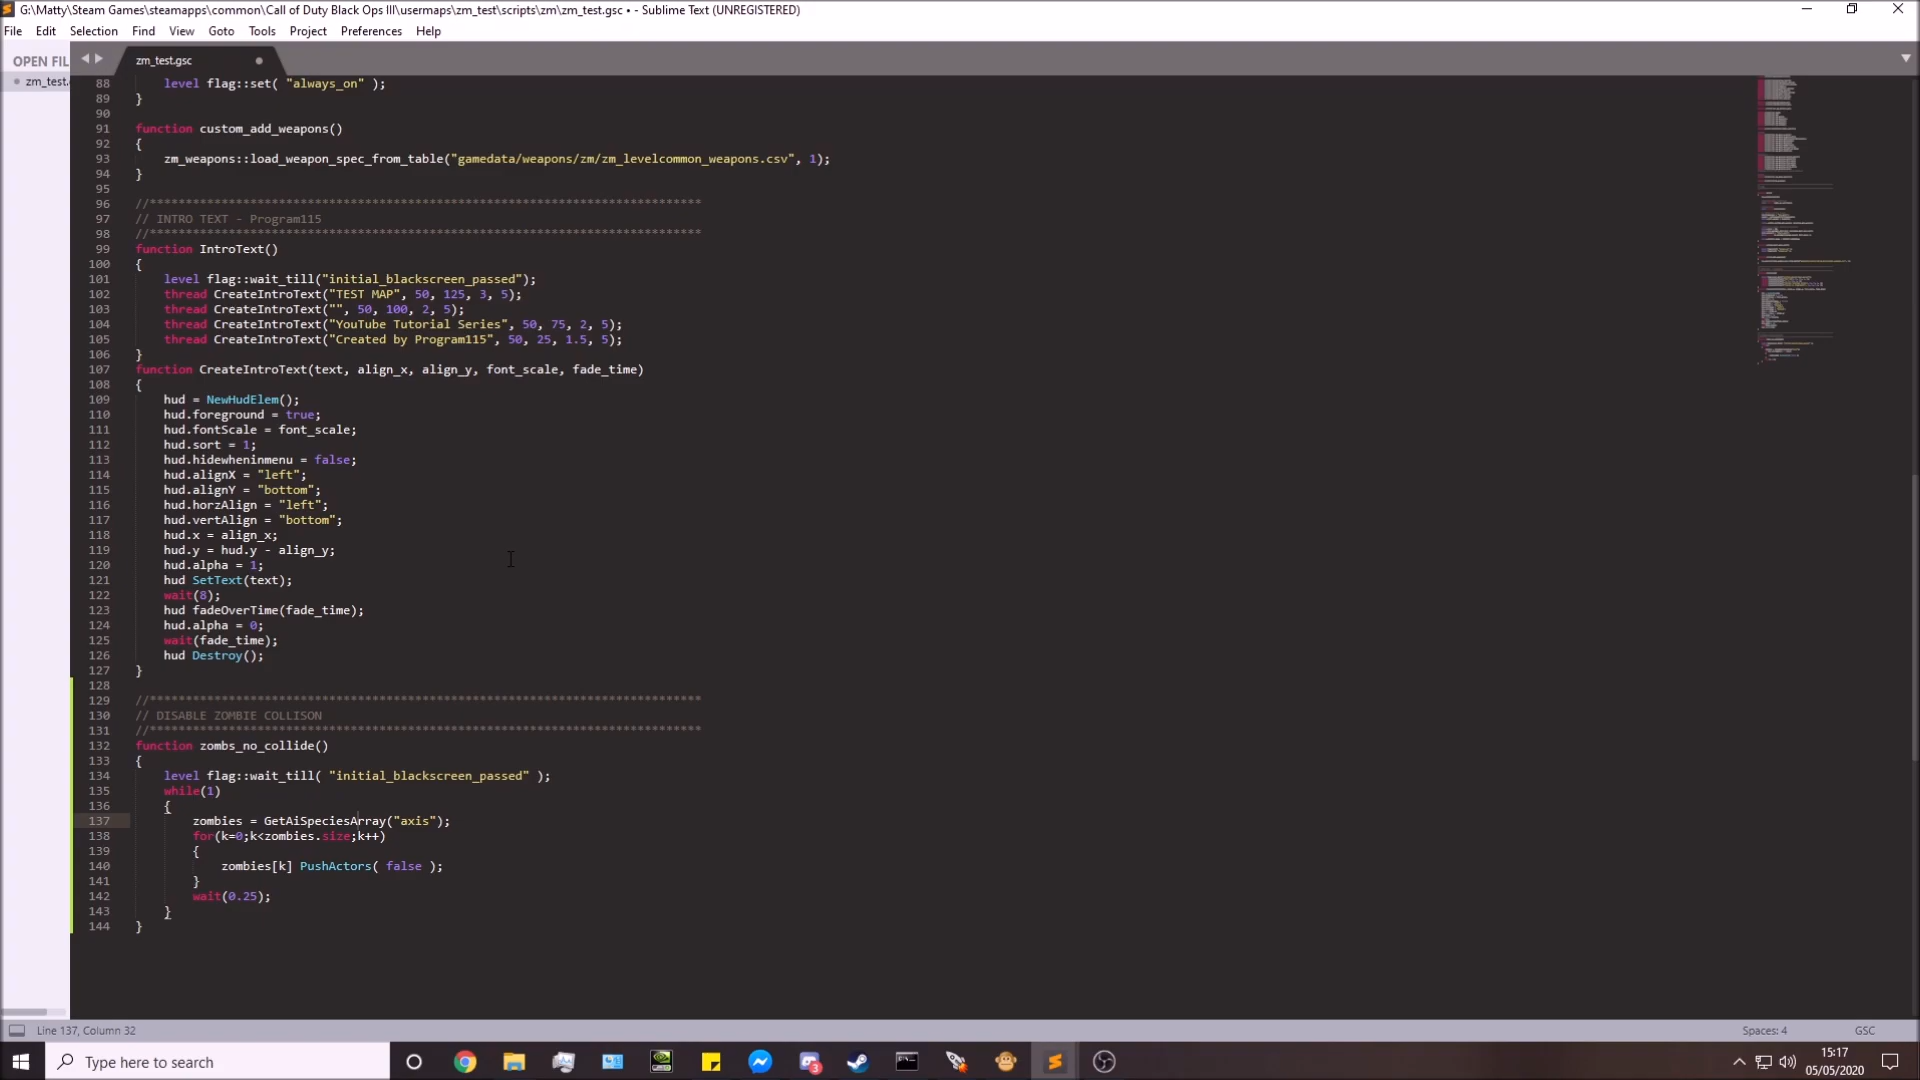 G:\Matty\Steam Games\steamapps\common\Call of Duty Black Ops III\usermaps\zm_test\scripts\zm\zm_test.gsc • - Sublime Text (UNREGISTERED)
File Edit Selection Find View Goto Tools Project Preferences Help
OPEN FIL
zm_test.gsc
zm_test.
88 level flag::set( "always_on" );
89 }
90
91 function custom_add_weapons()
92 {
93 zm_weapons::load_weapon_spec_from_table("gamedata/weapons/zm/zm_levelcommon_weapons.csv", 1);
94 }
95
96 //*****************************************************************************
97 // INTRO TEXT - Program115
98 //*****************************************************************************
99 function IntroText()
100 {
101 level flag::wait_till("initial_blackscreen_passed");
102 thread CreateIntroText("TEST MAP", 50, 125, 3, 5);
103 thread CreateIntroText("", 50, 100, 2, 5);
104 thread CreateIntroText("YouTube Tutorial Series", 50, 75, 2, 5);
105 thread CreateIntroText("Created by Program115", 50, 25, 1.5, 5);
106 }
107 function CreateIntroText(text, align_x, align_y, font_scale, fade_time)
108 {
109 hud = NewHudElem();
110 hud.foreground = true;
111 hud.fontScale = font_scale;
112 hud.sort = 1;
113 hud.hidewheninmenu = false;
114 hud.alignX = "left";
115 hud.alignY = "bottom";
116 hud.horzAlign = "left";
117 hud.vertAlign = "bottom";
118 hud.x = align_x;
119 hud.y = hud.y - align_y;
120 hud.alpha = 1;
121 hud SetText(text);
122 wait(8);
123 hud fadeOverTime(fade_time);
124 hud.alpha = 0;
125 wait(fade_time);
126 hud Destroy();
127 }
128
129 //*****************************************************************************
130 // DISABLE ZOMBIE COLLISON
131 //*****************************************************************************
132 function zombs_no_collide()
133 {
134 level flag::wait_till( "initial_blackscreen_passed" );
135 while(1)
136 {
137 zombies = GetAiSpeciesArray("axis");
138 for(k=0;k<zombies.size;k++)
139 {
140 zombies[k] PushActors( false );
141 }
142 wait(0.25);
143 }
144 }
Line 137, Column 32
Spaces: 4
GSC
Type here to search
3
15:17
05/05/2020